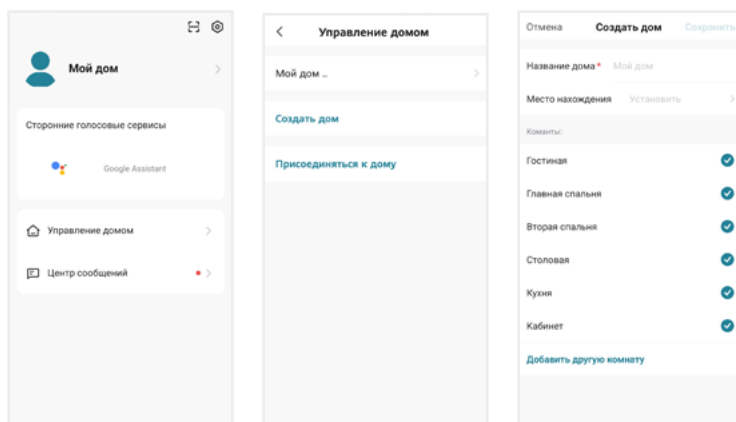 Мой дом
Сторонние голосовые сервисы
Google Assistant
Управление домом
Центр сообщений
Управление домом
Мой дом ..
Создать дом
Присоединяться к дому
Отмена Создать дом Сохранить
Название дома* Мой дом
Место нахождения Установить
Команты:
Гостиная
Главная спальня
Вторая спальня
Столовая
Кухня
Кабинет
Добавить другую комнату